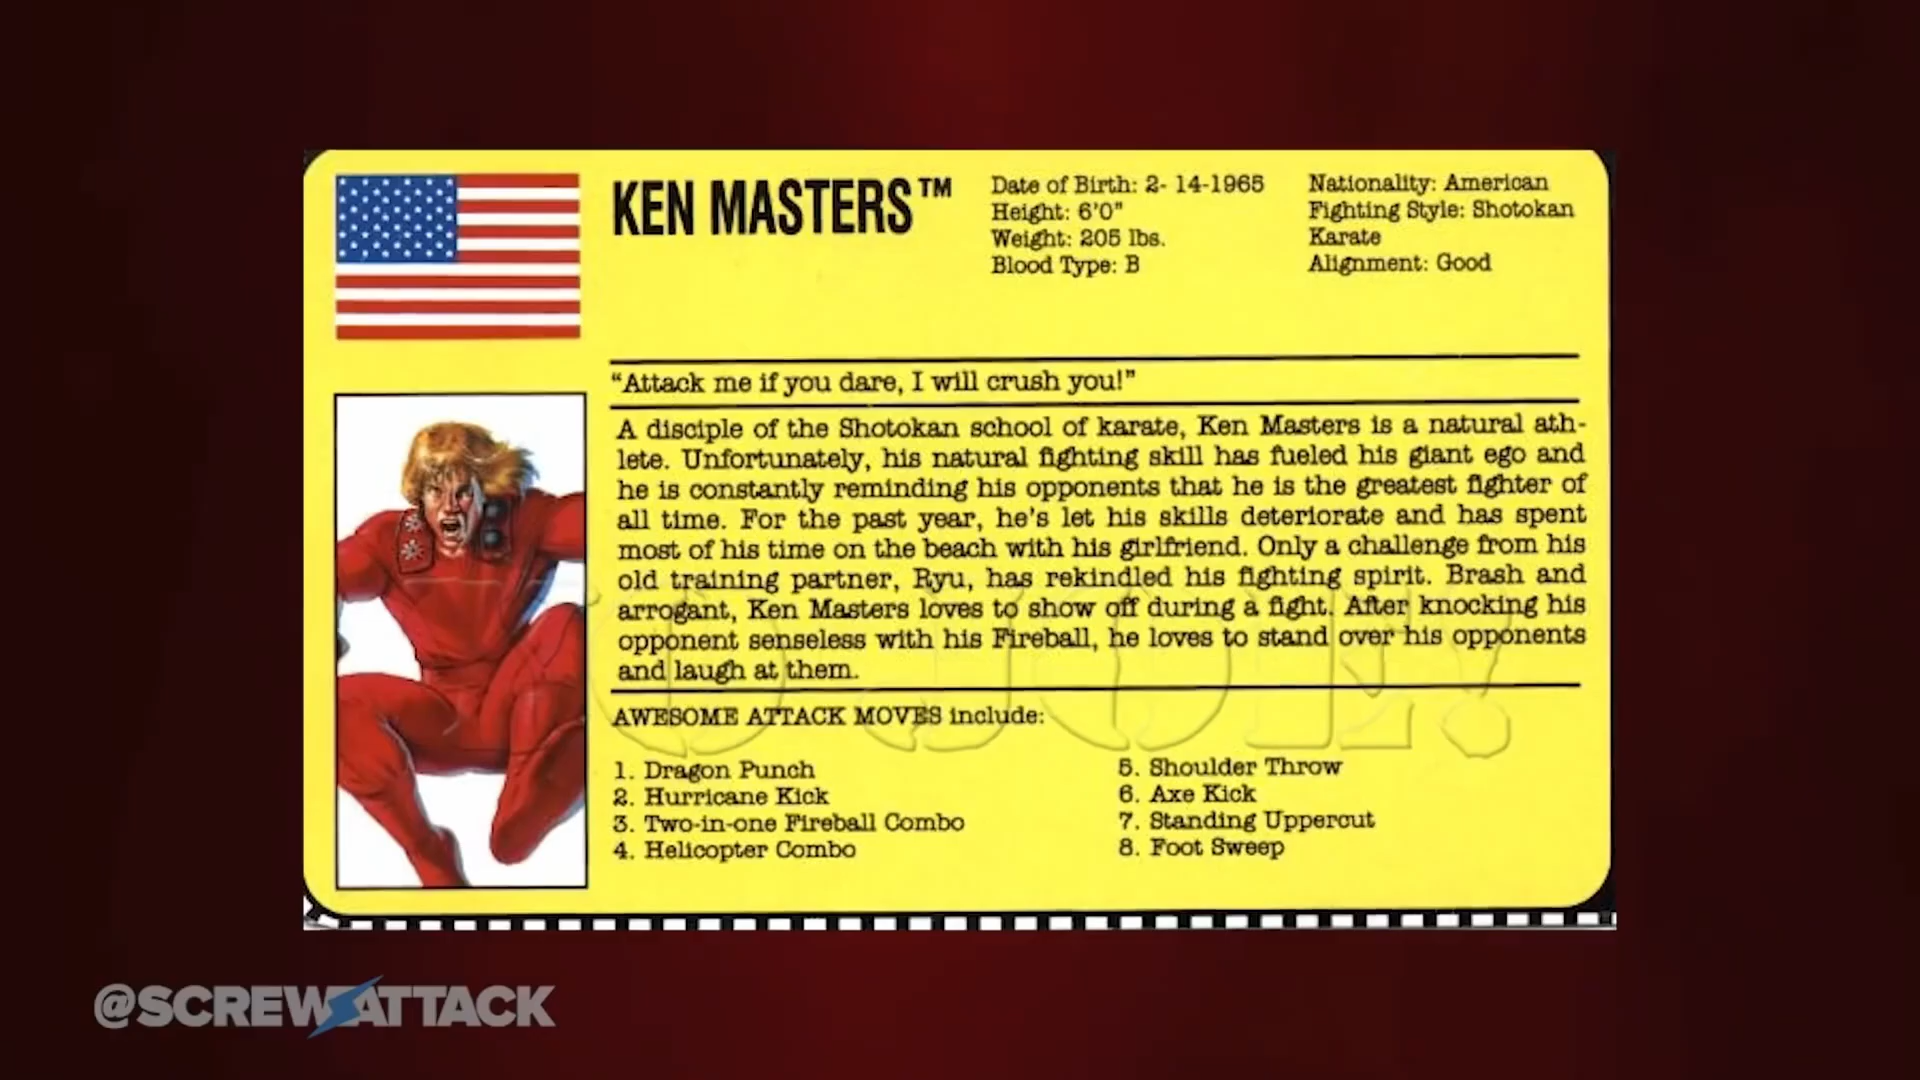 KEN MASTERS™
Date of Birth: 2- 14-1965
Height: 6'0"
Weight: 205 lbs.
Blood Type: B
Nationality: American
Fighting Style: Shotokan
Karate
Alignment: Good
“Attack me if you dare, I will crush you!”
A disciple of the Shotokan school of karate, Ken Masters is a natural ath-
lete. Unfortunately, his natural fighting skill has fueled his giant ego and
he is constantly reminding his opponents that he is the greatest fighter of
all time. For the past year, he's let his skills deteriorate and has spent
most of his time on the beach with his girlfriend. Only a challenge from his
old training partner, Ryu, has rekindled his fighting spirit. Brash and
arrogant, Ken Masters loves to show off during a fight. After knocking his
opponent senseless with his Fireball, he loves to stand over his opponents
and laugh at them.
YO JOE!
AWESOME ATTACK MOVES include:
1. Dragon Punch
2. Hurricane Kick
3. Two-in-one Fireball Combo
4. Helicopter Combo
5. Shoulder Throw
6. Axe Kick
7. Standing Uppercut
8. Foot Sweep
@SCREWATTACK